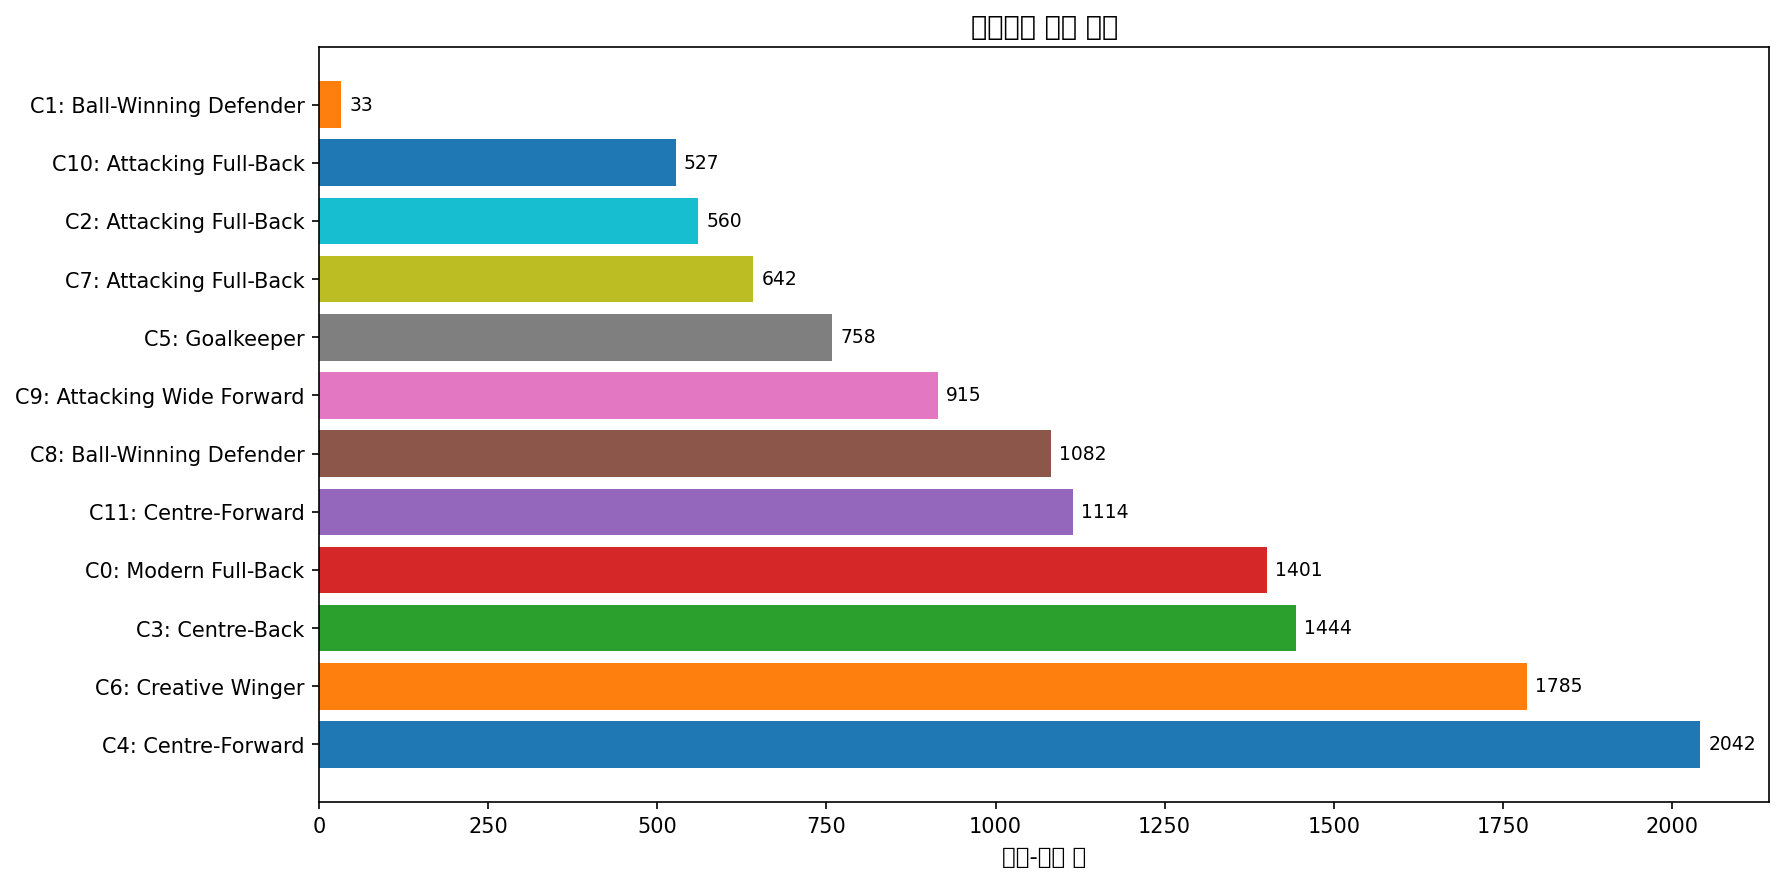 C1: Ball-Winning Defender 33
C10: Attacking Full-Back 527
C2: Attacking Full-Back 560
C7: Attacking Full-Back 642
C5: Goalkeeper 758
C9: Attacking Wide Forward 915
C8: Ball-Winning Defender 1082
C11: Centre-Forward 1114
C0: Modern Full-Back 1401
C3: Centre-Back 1444
C6: Creative Winger 1785
C4: Centre-Forward 2042
0 250 500 750 1000 1250 1500 1750 2000